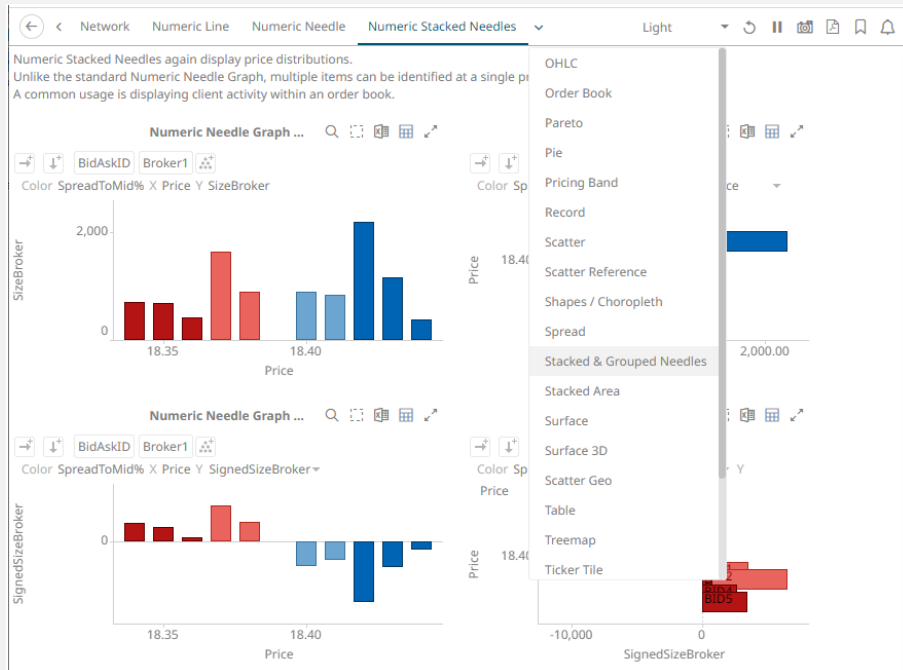 Network Numeric Line Numeric Needle Numeric Stacked Needles Light
Numeric Stacked Needles again display price distributions.
Unlike the standard Numeric Needle Graph, multiple items can be identified at a single
A common usage is displaying client activity within an order book.
OHLC
Order Book
Pareto
Pie
Pricing Band
Record
Scatter
Scatter Reference
Shapes / Choropleth
Spread
Stacked & Grouped Needles
Stacked Area
Surface
Surface 3D
Scatter Geo
Table
Treemap
Ticker Tile
Numeric Needle Graph ...
BidAskID Broker1
Color SpreadToMid% X Price Y SizeBroker
SizeBroker
2,000
0
18.35 18.40
Price
Color Sp
Price
18.40
2,000.00
Numeric Needle Graph ...
BidAskID Broker1
Color SpreadToMid% X Price Y SignedSizeBroker
SignedSizeBroker
0
18.35 18.40
Price
Color Sp Y
Price
Price
18.40
BID5
-10,000 0
SignedSizeBroker